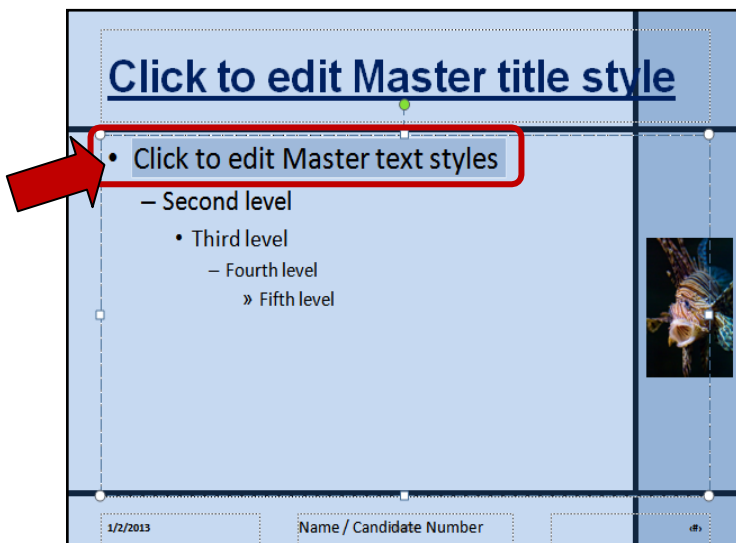 Click to edit Master title style
• Click to edit Master text styles
– Second level
• Third level
– Fourth level
» Fifth level
1/2/2013 Name / Candidate Number ‹#›